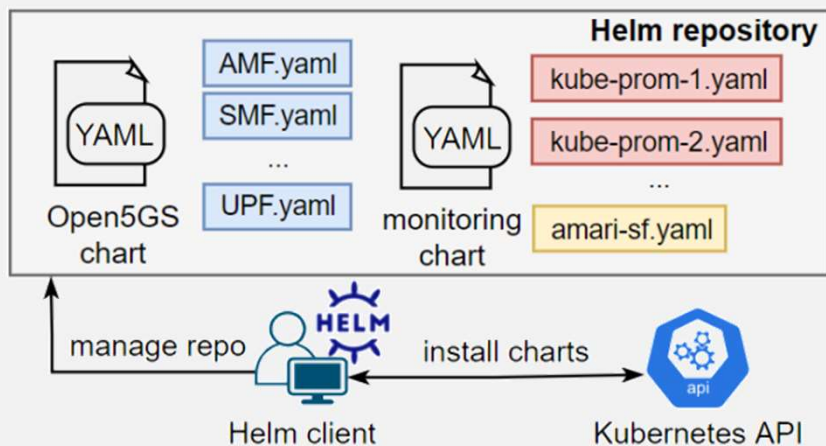 Helm repository
YAML
Open5GS
chart
AMF.yaml
SMF.yaml
...
UPF.yaml
YAML
monitoring
chart
kube-prom-1.yaml
kube-prom-2.yaml
...
amari-sf.yaml
manage repo
HELM
install charts
api
Helm client
Kubernetes API